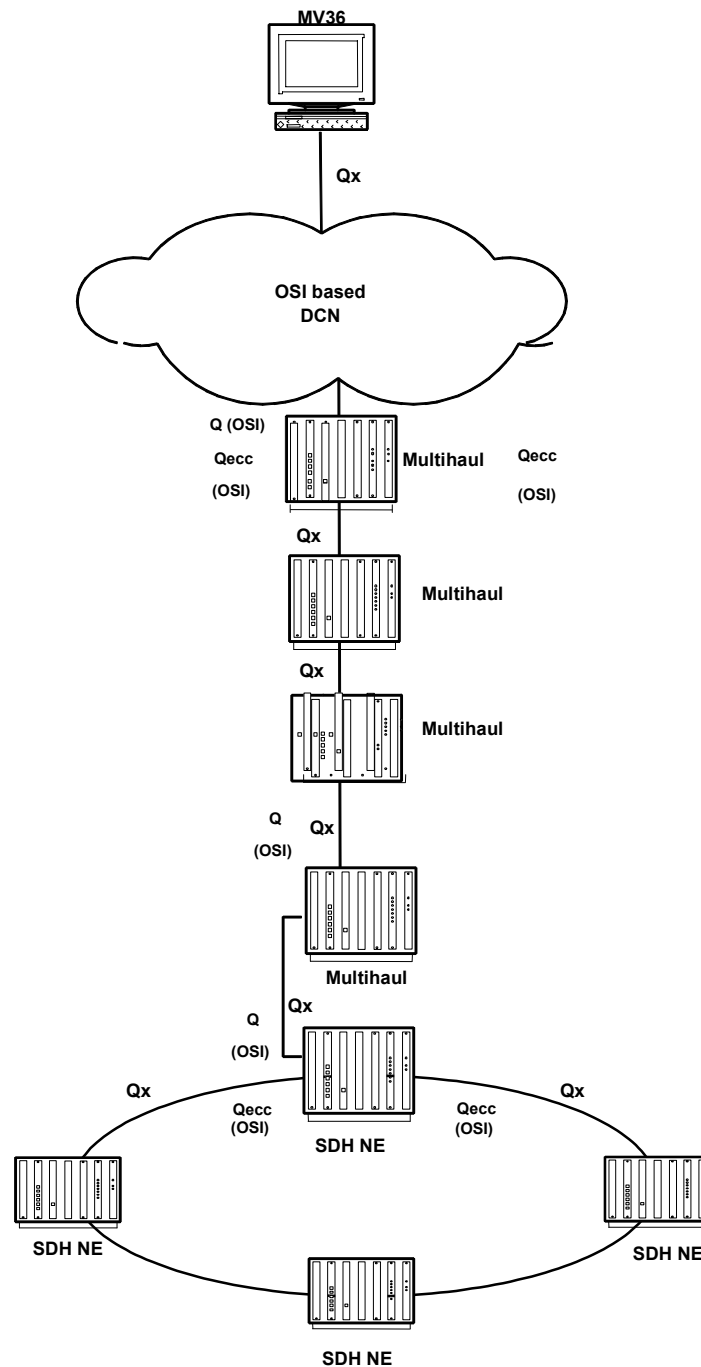 MV36
Qx
OSI based
DCN
Q (OSI)
Qecc
(OSI)
Multihaul
Qecc
(OSI)
Qx
Multihaul
Qx
Multihaul
Q
(OSI)
Qx
Multihaul
Qx
Q
(OSI)
Qx
Qecc
(OSI)
Qecc
(OSI)
Qx
SDH NE
SDH NE
SDH NE
SDH NE